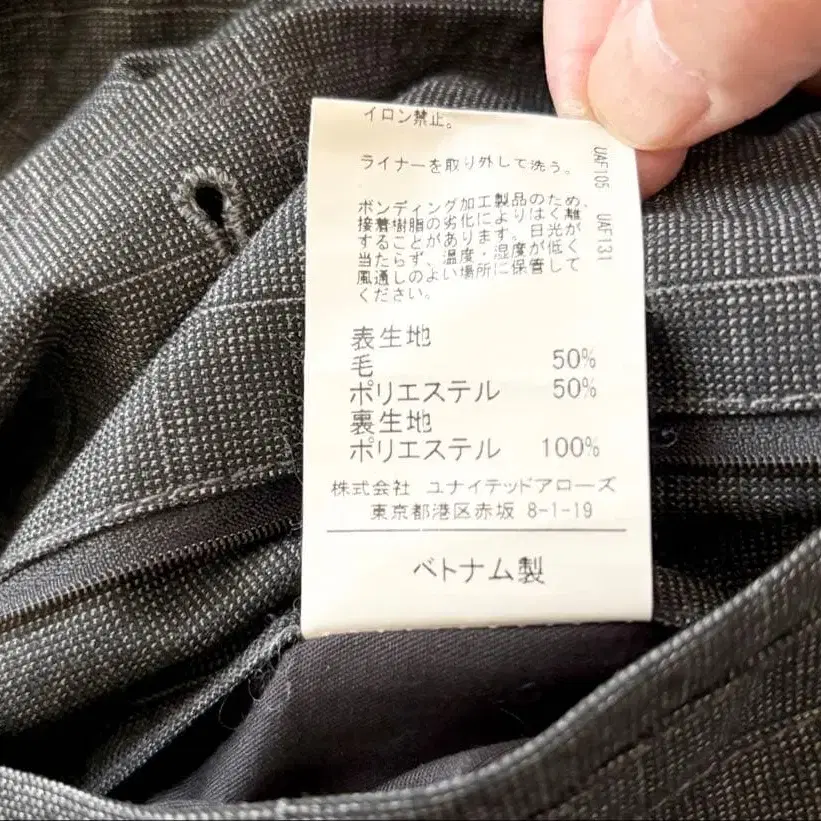 イロン禁止。
ライナーを取り外して洗う。
ボンディング加工製品のため、
接着樹脂の劣化によりはく離
することがあります。日光が
当たらず、温度・湿度が低く
風通しのよい場所に保管して
ください。
UAF105 UAF131
表生地
毛 50%
ポリエステル 50%
裏生地
ポリエステル 100%
株式会社 ユナイテッドアローズ
東京都港区赤坂 8-1-19
ベトナム製